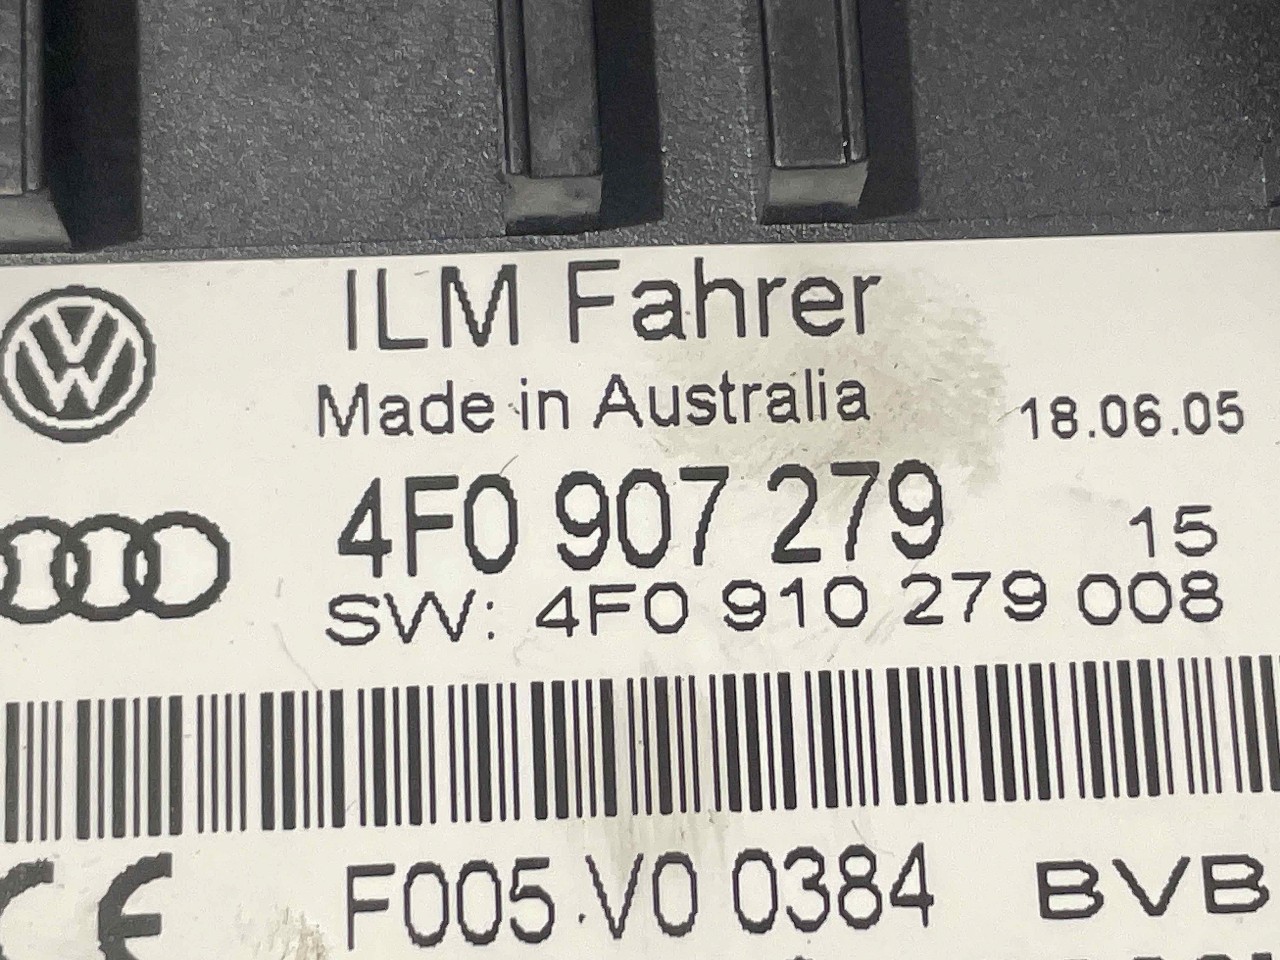 ILM Fahrer
Made in Australia 18.06.05
4F0 907 279 15
SW: 4F0 910 279 008
CE F005 V0 0384 BVB